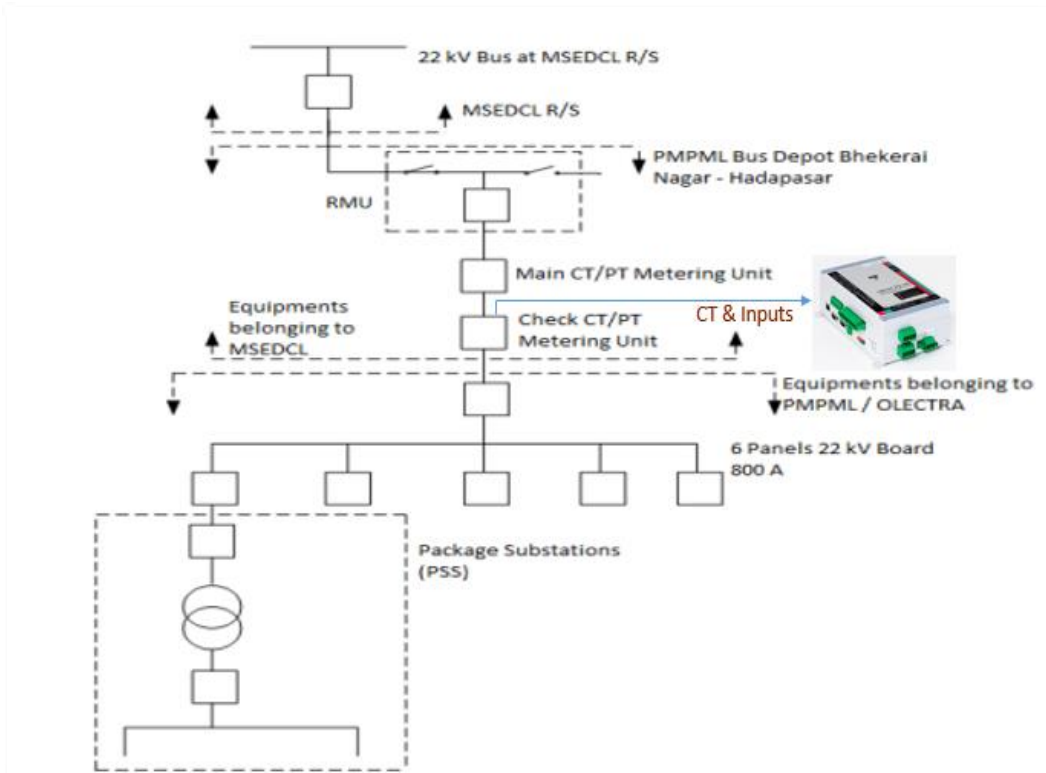 22 kV Bus at MSEDCL R/S
MSEDCL R/S
PMPML Bus Depot Bhekerai
Nagar - Hadapasar
RMU
Main CT/PT Metering Unit
CT & Inputs
Equipments
belonging to
MSEDCL
Check CT/PT
Metering Unit
Equipments belonging to
PMPML / OLECTRA
6 Panels 22 kV Board
800 A
Package Substations
(PSS)